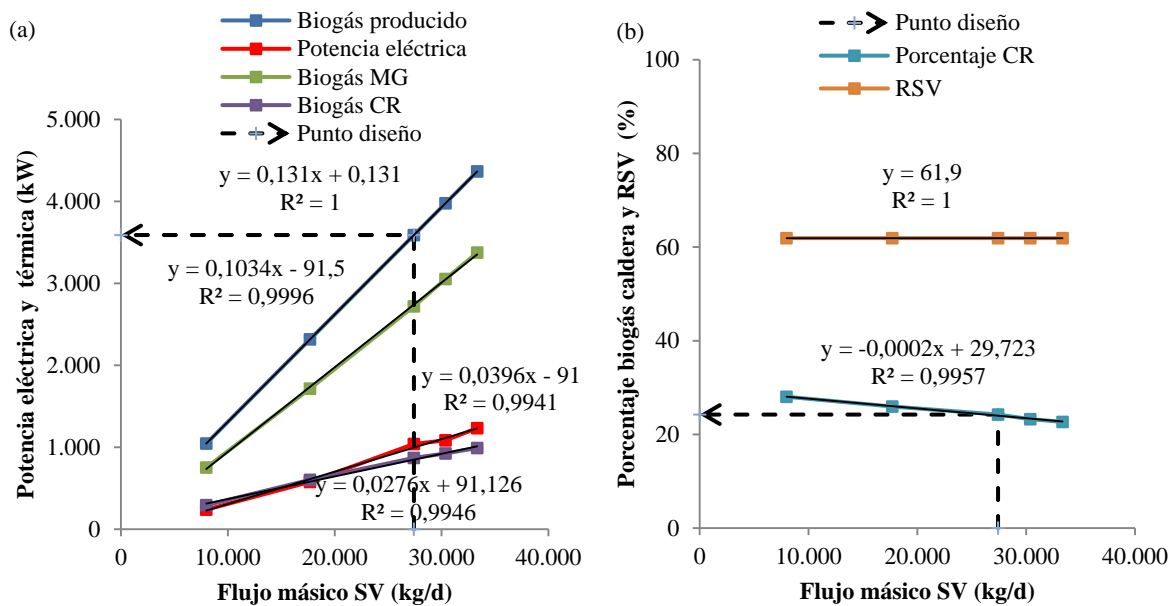 (a)
Biogás producido
Potencia eléctrica
Biogás MG
Biogás CR
Punto diseño
Potencia eléctrica y térmica (kW)
5.000
4.000
3.000
2.000
1.000
0
y = 0,131x + 0,131
R² = 1
y = 0,1034x - 91,5
R² = 0,9996
y = 0,0396x - 91
R² = 0,9941
y = 0,0276x + 91,126
R² = 0,9946
0
10.000
20.000
30.000
40.000
Flujo másico SV (kg/d)
(b)
Punto diseño
Porcentaje CR
RSV
Porcentaje biogás caldera y RSV (%)
100
80
60
40
20
0
y = 61,9
R² = 1
y = -0,0002x + 29,723
R² = 0,9957
0
10.000
20.000
30.000
40.000
Flujo másico SV (kg/d)